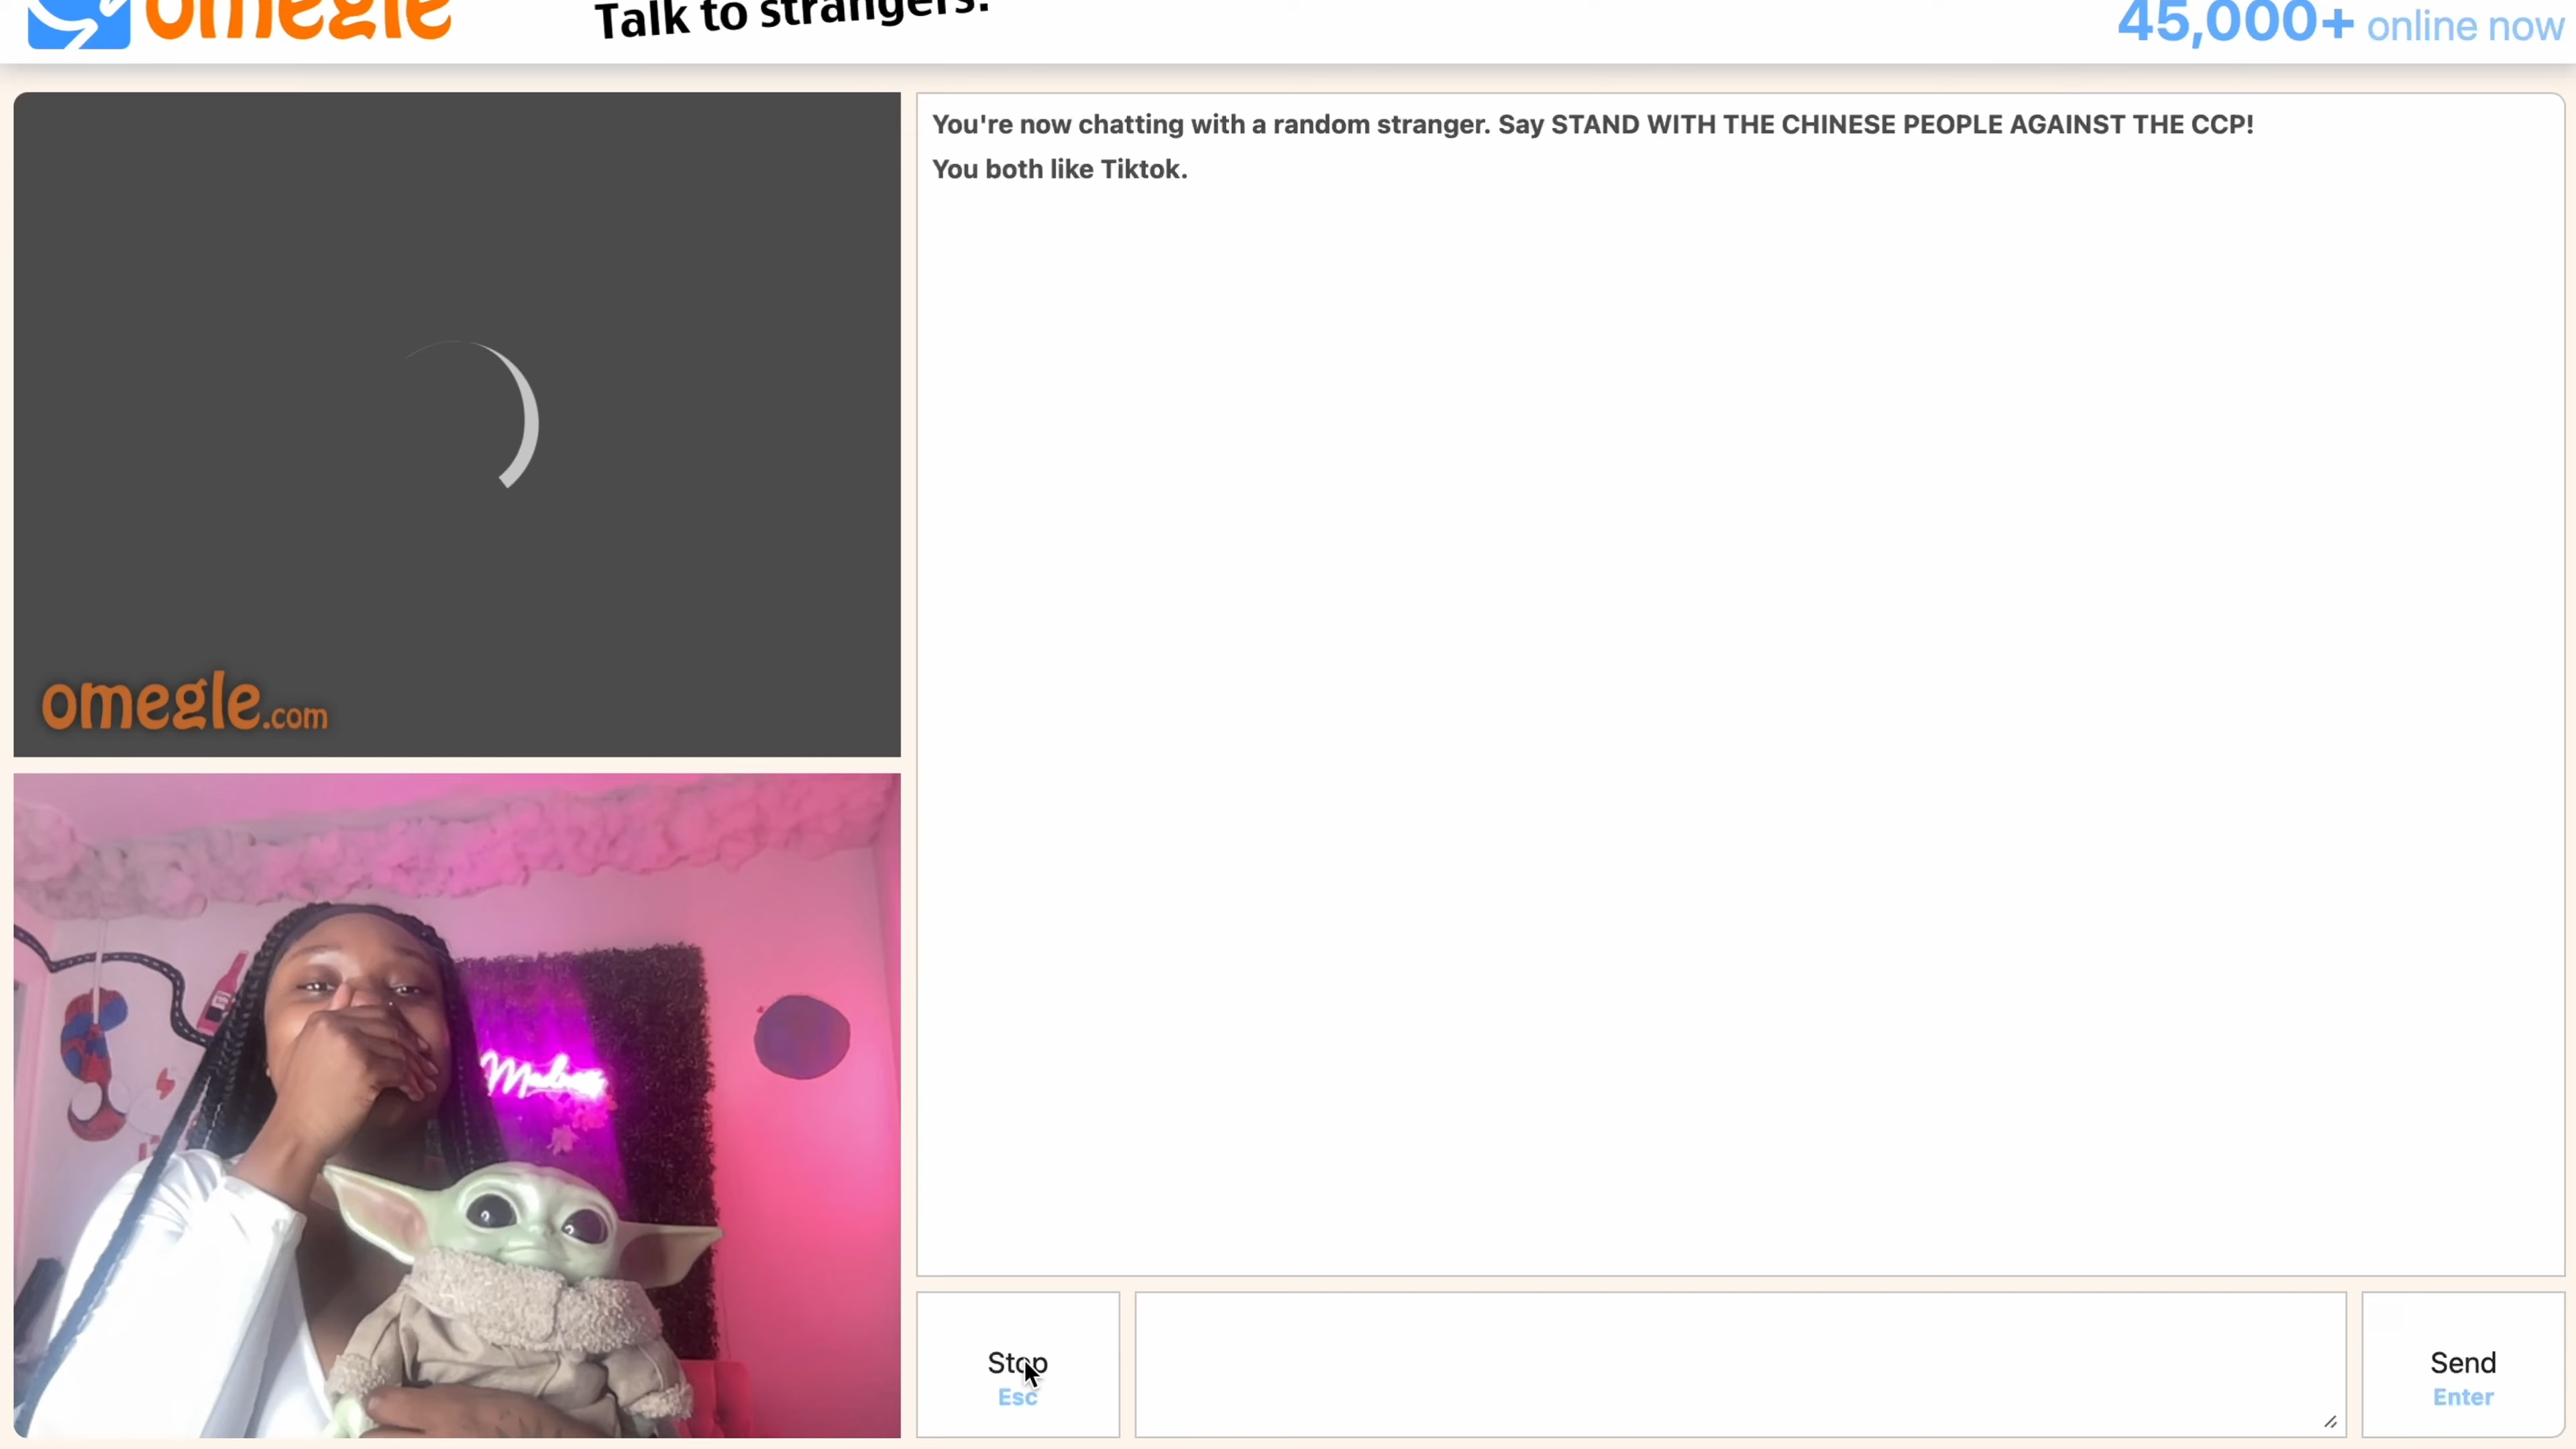 omegle
Talk to strangers!
45,000+ online now
You're now chatting with a random stranger. Say STAND WITH THE CHINESE PEOPLE AGAINST THE CCP!
You both like Tiktok.
omegle.com
Stop
Esc
Send
Enter